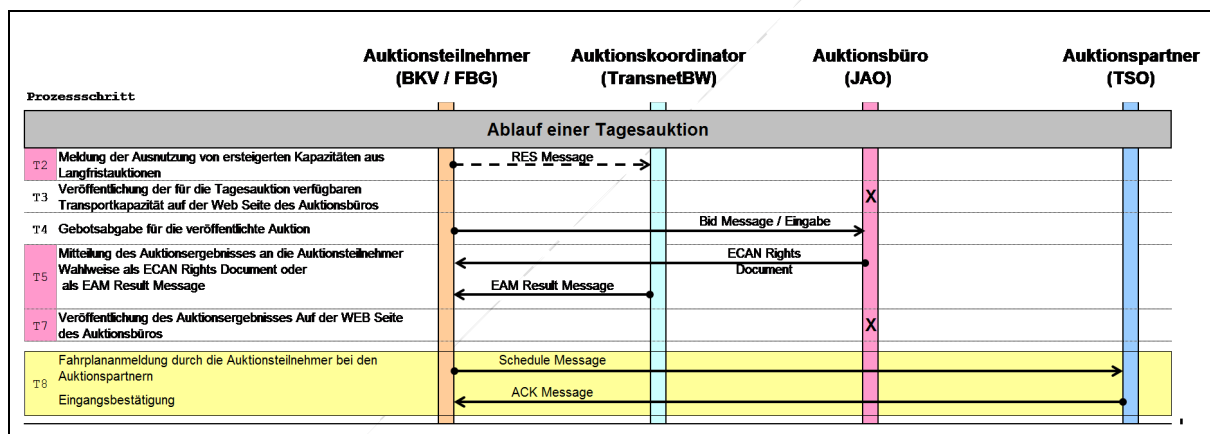 Auktionsteilnehmer Auktionskoordinator Auktionsbüro Auktionspartner
(BKV / FBG) (TransnetBW) (JAO) (TSO)
Prozessschritt
Ablauf einer Tagesauktion
T2 Meldung der Ausnutzung von ersteigerten Kapazitäten aus RES Message
Langfristauktionen
T3 Veröffentlichung der für die Tagesauktion verfügbaren
Transportkapazität auf der Web Seite des Auktionsbüros X
T4 Gebotsabgabe für die veröffentlichte Auktion Bid Message / Eingabe
T5 Mitteilung des Auktionsergebnisses an die Auktionsteilnehmer ECAN Rights
Wahlweise als ECAN Rights Document oder Document
als EAM Result Message EAM Result Message
T7 Veröffentlichung des Auktionsergebnisses Auf der WEB Seite X
des Auktionsbüros
T8 Fahrplananmeldung durch die Auktionsteilnehmer bei den Schedule Message
Auktionspartnern
Eingangsbestätigung ACK Message